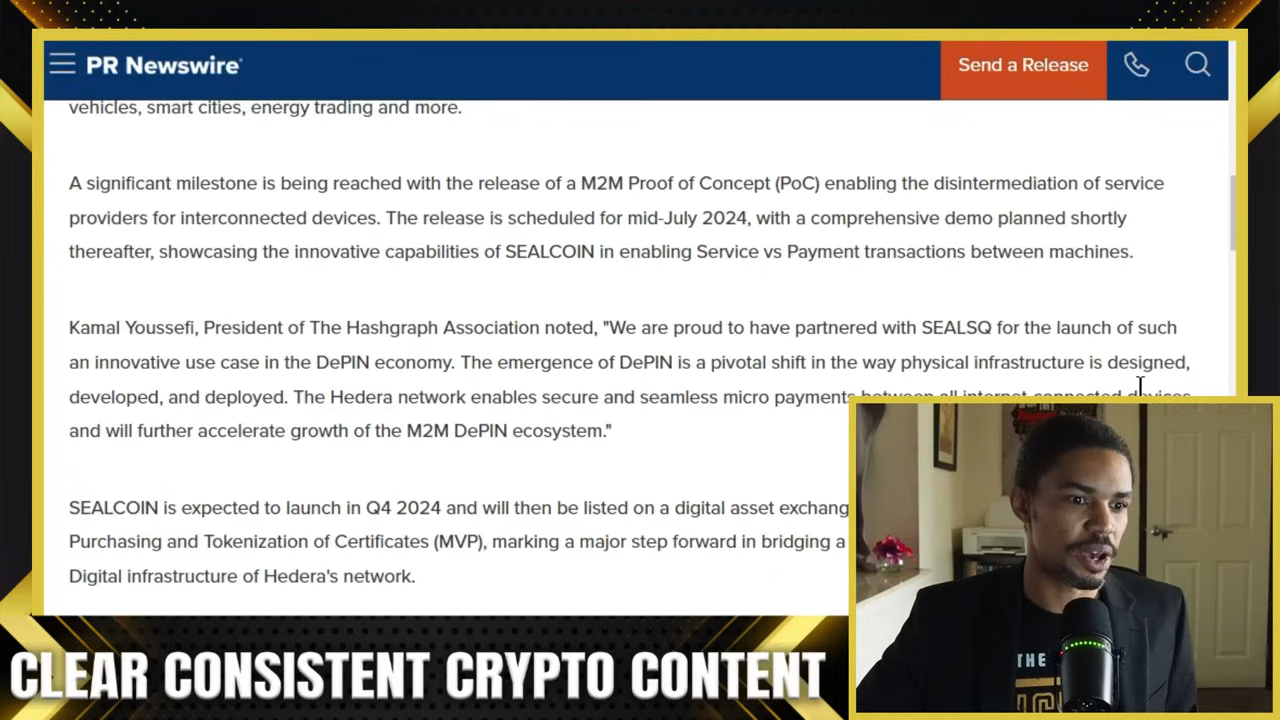 PR Newswire
Send a Release
vehicles, smart cities, energy trading and more.
A significant milestone is being reached with the release of a M2M Proof of Concept (PoC) enabling the disintermediation of service
providers for interconnected devices. The release is scheduled for mid-July 2024, with a comprehensive demo planned shortly
thereafter, showcasing the innovative capabilities of SEALCOIN in enabling Service vs Payment transactions between machines.
Kamal Youssefi, President of The Hashgraph Association noted, "We are proud to have partnered with SEALSQ for the launch of such
an innovative use case in the DePIN economy. The emergence of DePIN is a pivotal shift in the way physical infrastructure is designed,
developed, and deployed. The Hedera network enables secure and seamless micro payments between all internet connected devices
and will further accelerate growth of the M2M DePIN ecosystem."
SEALCOIN is expected to launch in Q4 2024 and will then be listed on a digital asset exchang
Purchasing and Tokenization of Certificates (MVP), marking a major step forward in bridging a
Digital infrastructure of Hedera's network.
THE
CLEAR CONSISTENT CRYPTO CONTENT